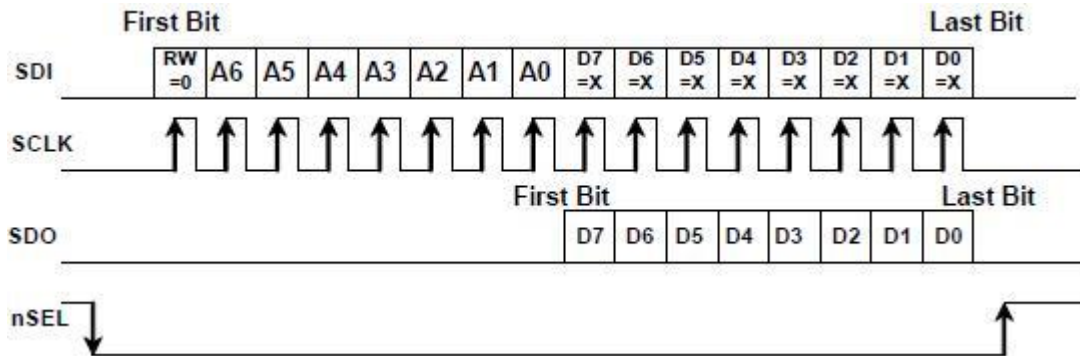 First Bit Last Bit
SDI RW =0 A6 A5 A4 A3 A2 A1 A0 D7 =X D6 =X D5 =X D4 =X D3 =X D2 =X D1 =X D0 =X
SCLK
First Bit Last Bit
SDO D7 D6 D5 D4 D3 D2 D1 D0
nSEL